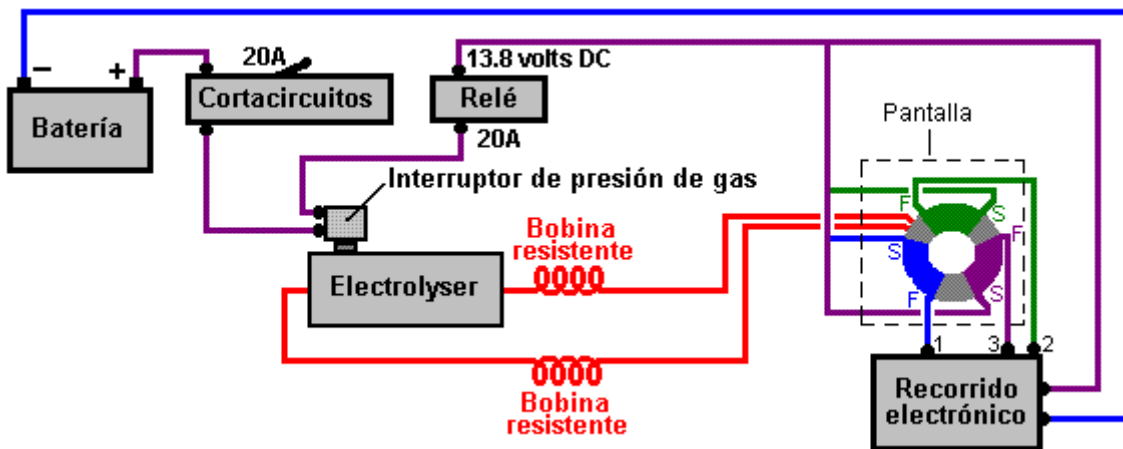 20A
13.8 volts DC
− +
Cortacircuitos
Relé
Batería
20A
Pantalla
Interruptor de presión de gas
F
S
F
S
F
S
Bobina
resistente
Electrolyser
1
3
2
Bobina
resistente
Recorrido
electrónico